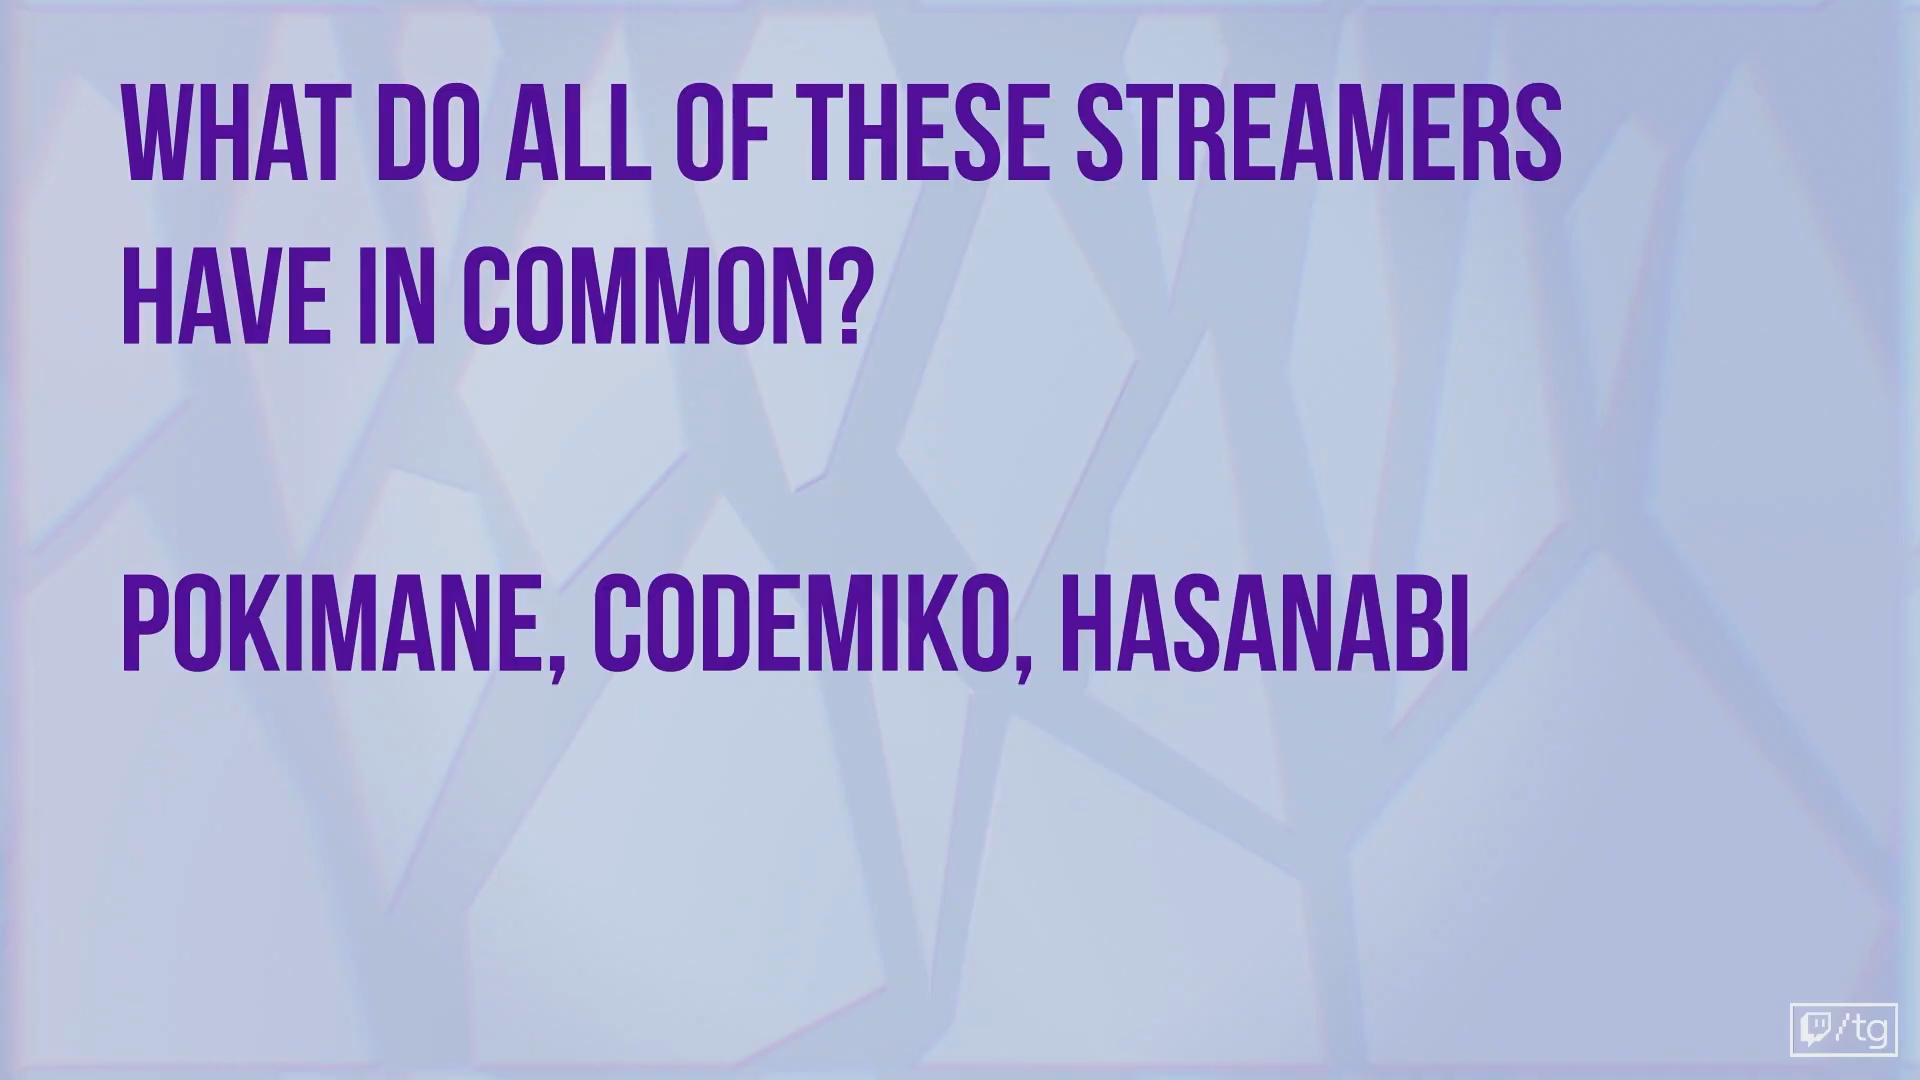 WHAT DO ALL OF THESE STREAMERS
HAVE IN COMMON?
POKIMANE, CODEMIKO, HASANABI
/tg